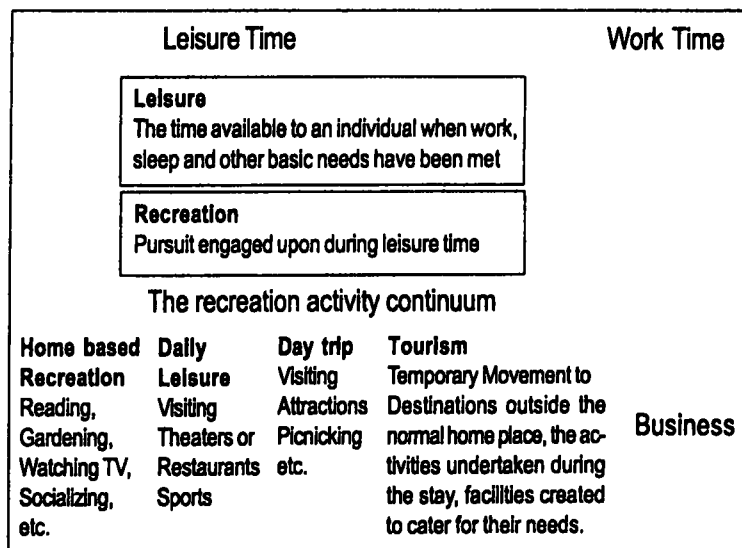 Leisure Time Work Time
Leisure
The time available to an individual when work,
sleep and other basic needs have been met
Recreation
Pursuit engaged upon during leisure time
The recreation activity continuum
Home based
Recreation
Reading,
Gardening,
Watching TV,
Socializing,
etc.
Daily
Leisure
Visiting
Theaters or
Restaurants
Sports
Day trip
Visiting
Attractions
Picnicking
etc.
Tourism
Temporary Movement to
Destinations outside the
normal home place, the ac-
tivities undertaken during
the stay, facilities created
to cater for their needs.
Business